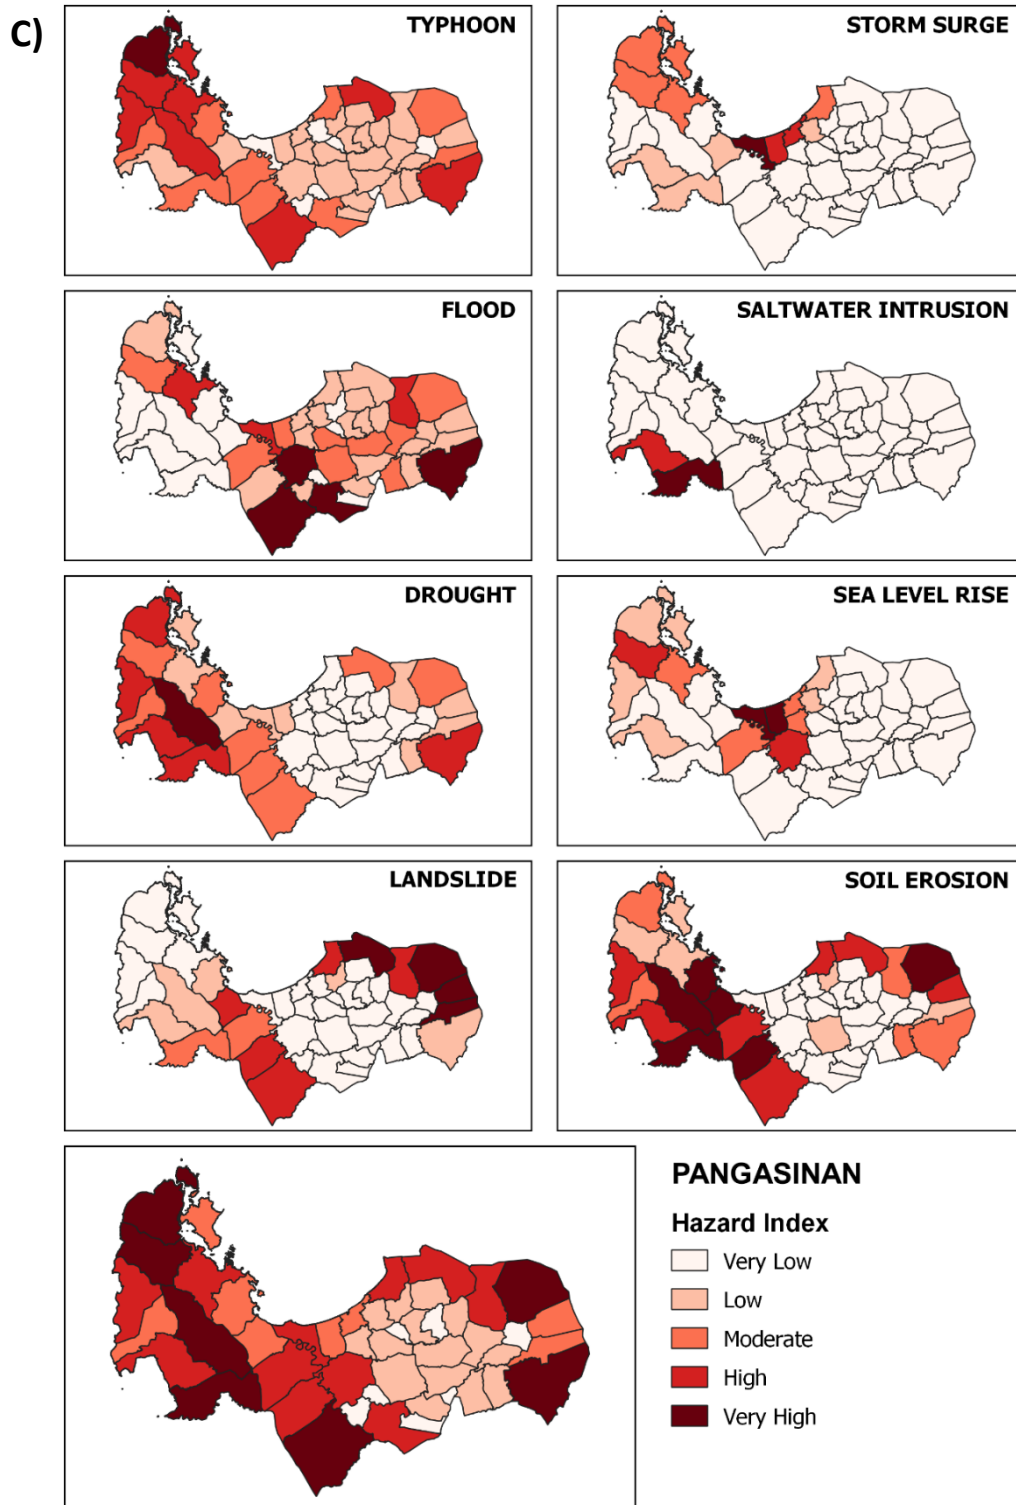 C)
TYPHOON
STORM SURGE
FLOOD
SALTWATER INTRUSION
DROUGHT
SEA LEVEL RISE
LANDSLIDE
SOIL EROSION
PANGASINAN
Hazard Index
Very Low
Low
Moderate
High
Very High